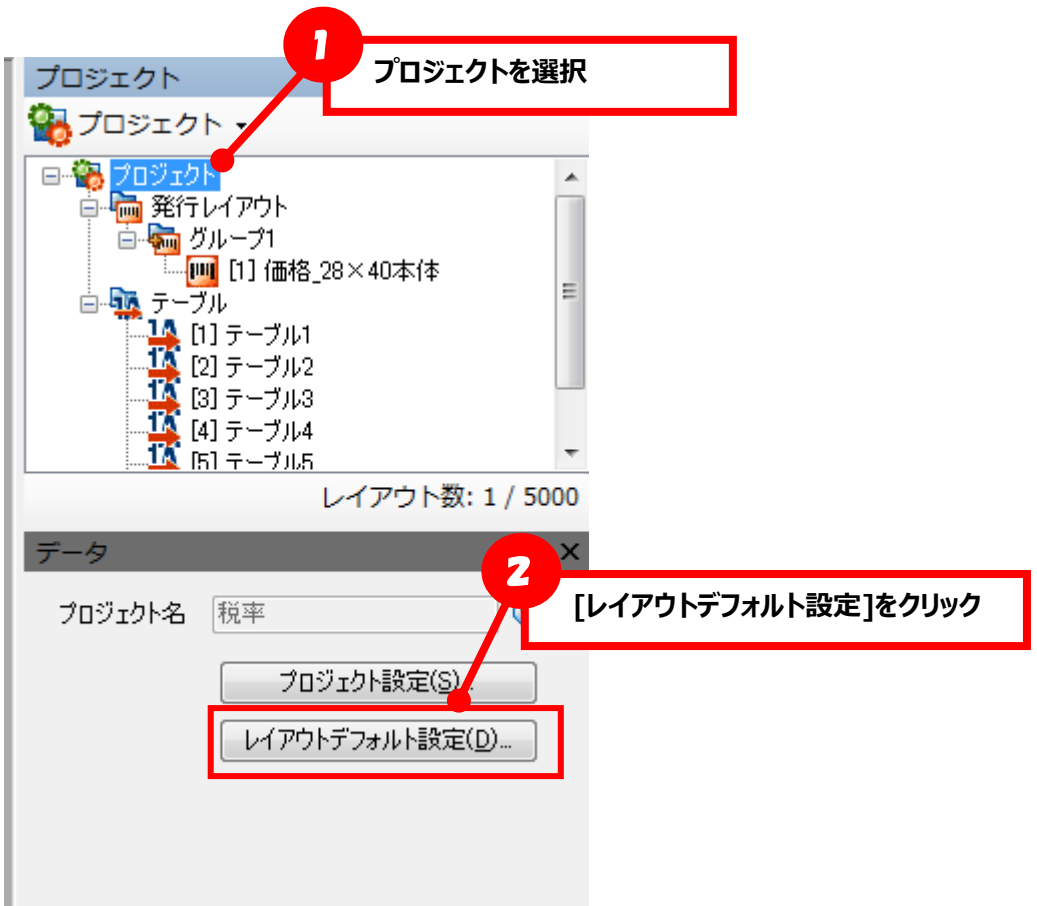 1
プロジェクトを選択
プロジェクト
プロジェクト
プロジェクト
発行レイアウト
グループ1
[1] 価格_28×40本体
テーブル
[1] テーブル1
[2] テーブル2
[3] テーブル3
[4] テーブル4
[5] テーブル5
レイアウト数: 1 / 5000
データ
2
[レイアウトデフォルト設定]をクリック
プロジェクト名 税率
プロジェクト設定(S)...
レイアウトデフォルト設定(D)...